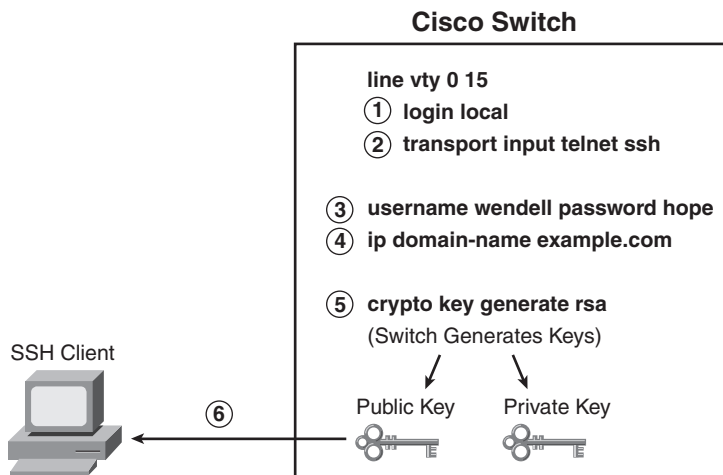 Cisco Switch
line vty 0 15
1 login local
2 transport input telnet ssh
3 username wendell password hope
4 ip domain-name example.com
5 crypto key generate rsa
(Switch Generates Keys)
SSH Client
6
Public Key Private Key